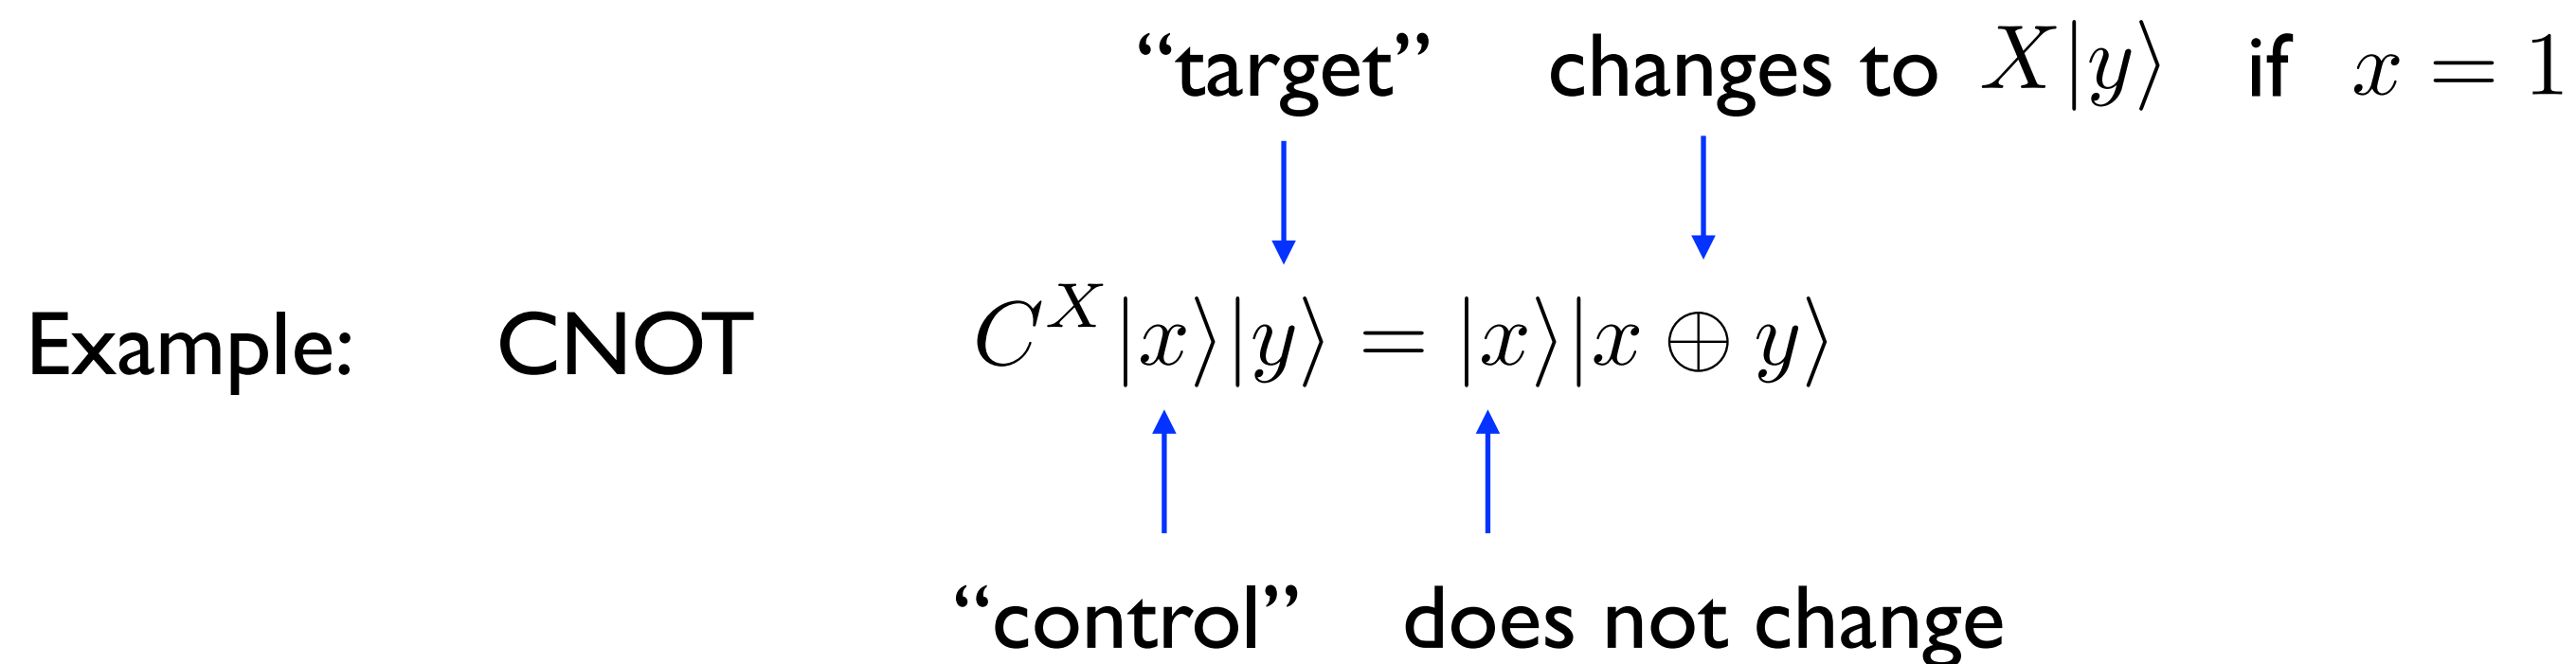 “target” changes to X|y⟩ if x = 1
Example: CNOT C^X|x⟩|y⟩ = |x⟩|x ⊕ y⟩
“control” does not change